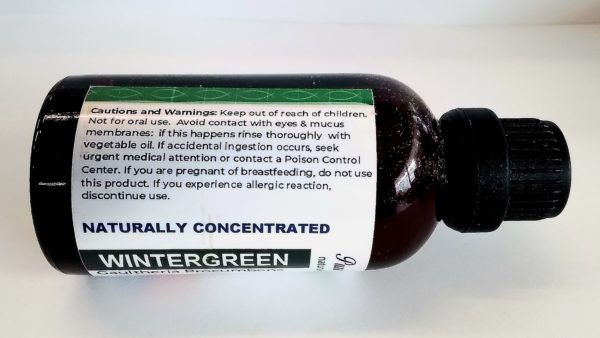 Cautions and Warnings: Keep out of reach of children.
Not for oral use. Avoid contact with eyes & mucus
membranes: if this happens rinse thoroughly with
vegetable oil. If accidental ingestion occurs, seek
urgent medical attention or contact a Poison Control
Center. If you are pregnant of breastfeeding, do not use
this product. If you experience allergic reaction,
discontinue use.
NATURALLY CONCENTRATED
WINTERGREEN
Gaultheria Procumbens